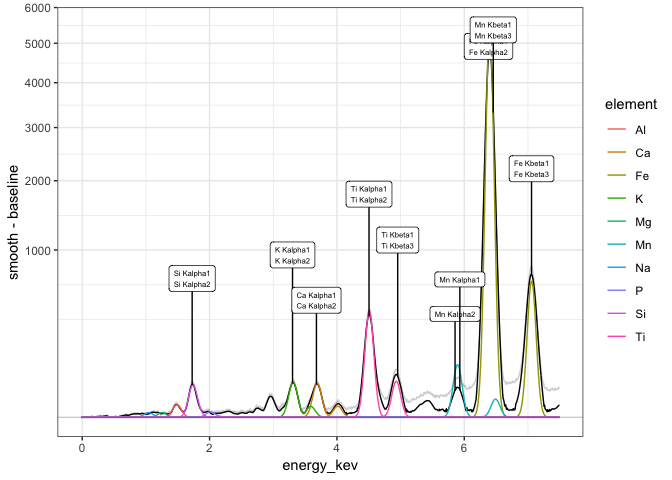 6000
5000
4000
3000
2000
1000
smooth - baseline
Mn Kbeta1
Mn Kbeta3
Fe Kalpha2
Fe Kbeta1
Fe Kbeta3
Ti Kalpha1
Ti Kalpha2
Ti Kbeta1
Ti Kbeta3
K Kalpha1
K Kalpha2
Si Kalpha1
Si Kalpha2
Mn Kalpha1
Ca Kalpha1
Ca Kalpha2
Mn Kalpha2
0
2
4
6
energy_kev
element
Al
Ca
Fe
K
Mg
Mn
Na
P
Si
Ti